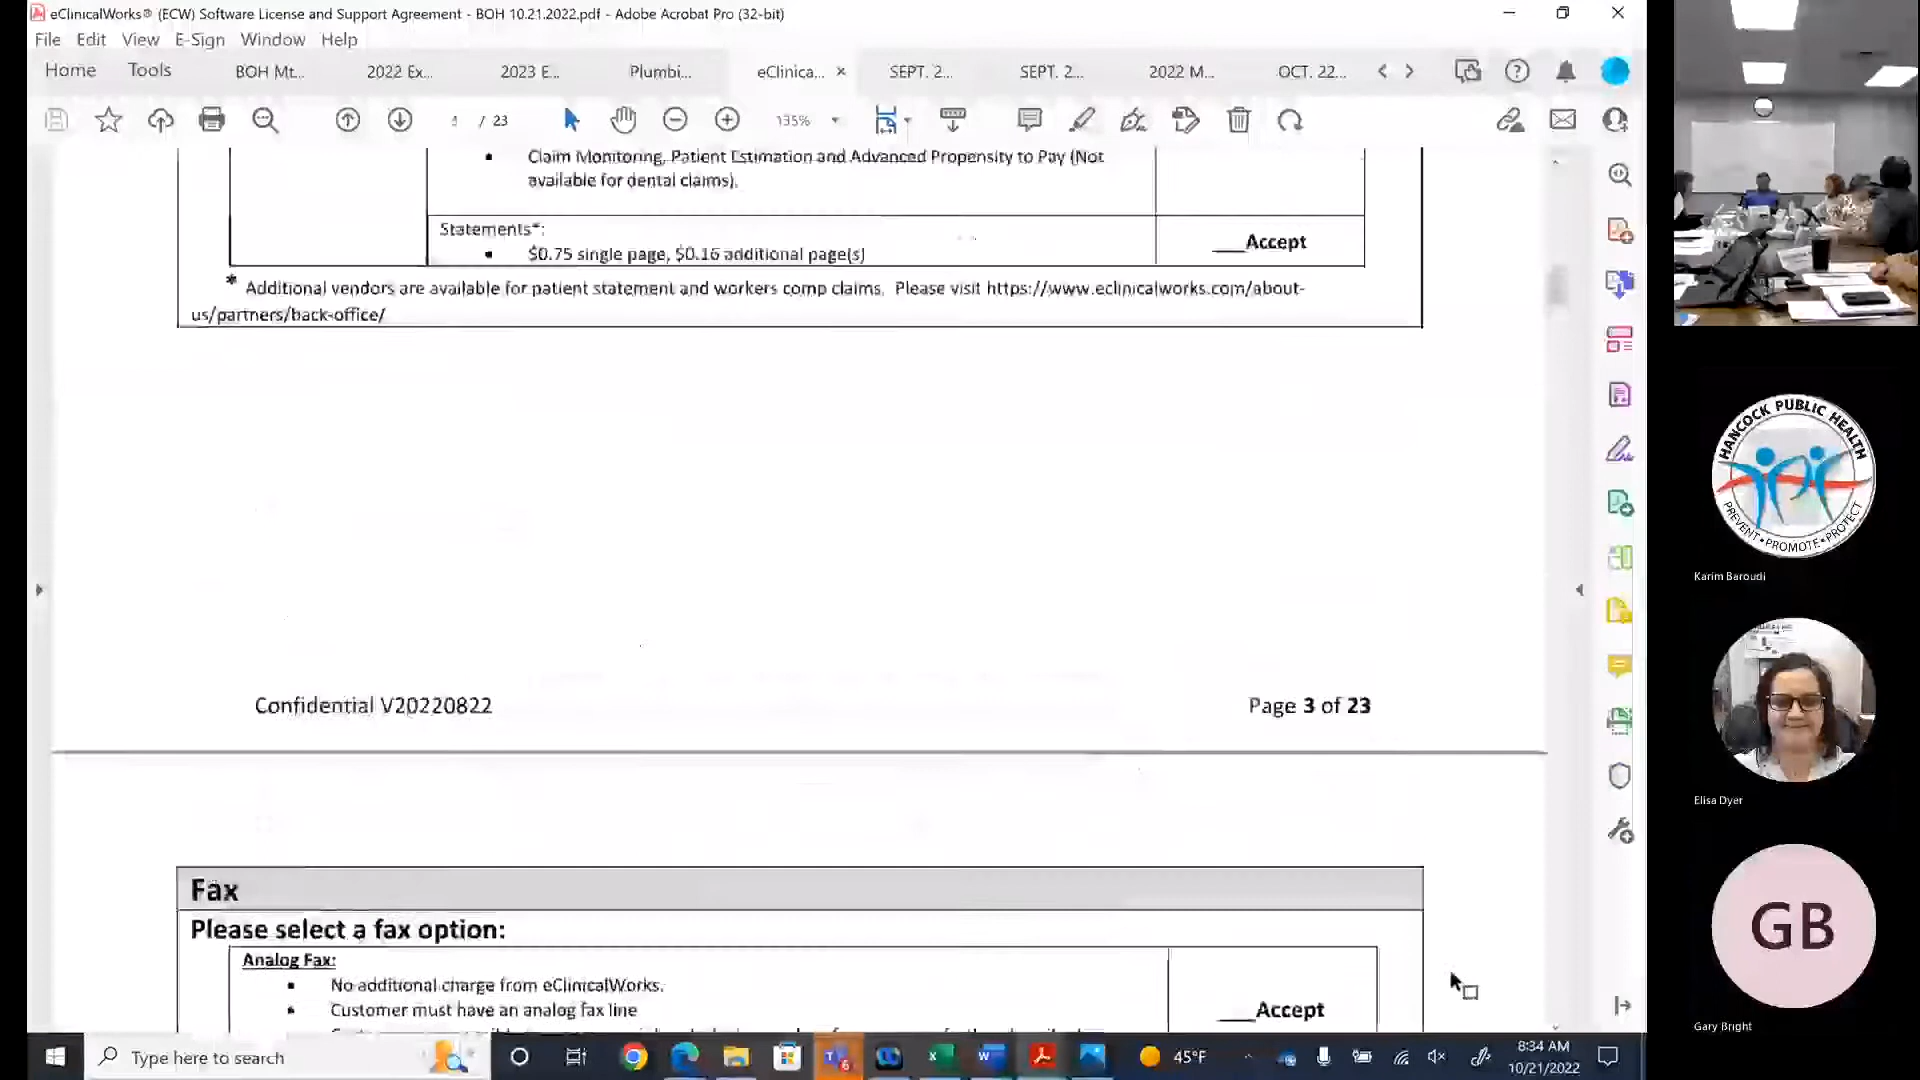 eClinicalWorks® (ECW) Software License and Support Agreement - BOH 10.21.2022.pdf - Adobe Acrobat Pro (32-bit)
File Edit View E-Sign Window Help
Home Tools BOH Mt... 2022 Ex... 2023 E... Plumbi... eClinica... SEPT. 2... SEPT. 2... 2022 M... OCT. 22...
/ 23 135%
Claim Monitoring, Patient Estimation and Advanced Propensity to Pay (Not
available for dental claims).
Statements*:
___Accept
• $0.75 single page, $0.16 additional page(s)
* Additional vendors are available for patient statement and workers comp claims. Please visit https://www.eclinicalworks.com/about-
us/partners/back-office/
HANCOCK PUBLIC HEALTH
PREVENT • PROMOTE • PROTECT
Karim Baroudi
Confidential V20220822 Page 3 of 23
Elisa Dyer
Fax
Please select a fax option:
Analog Fax:
• No additional charge from eClinicalWorks.
• Customer must have an analog fax line
___Accept
GB
Gary Bright
Type here to search
45°F
8:34 AM
10/21/2022